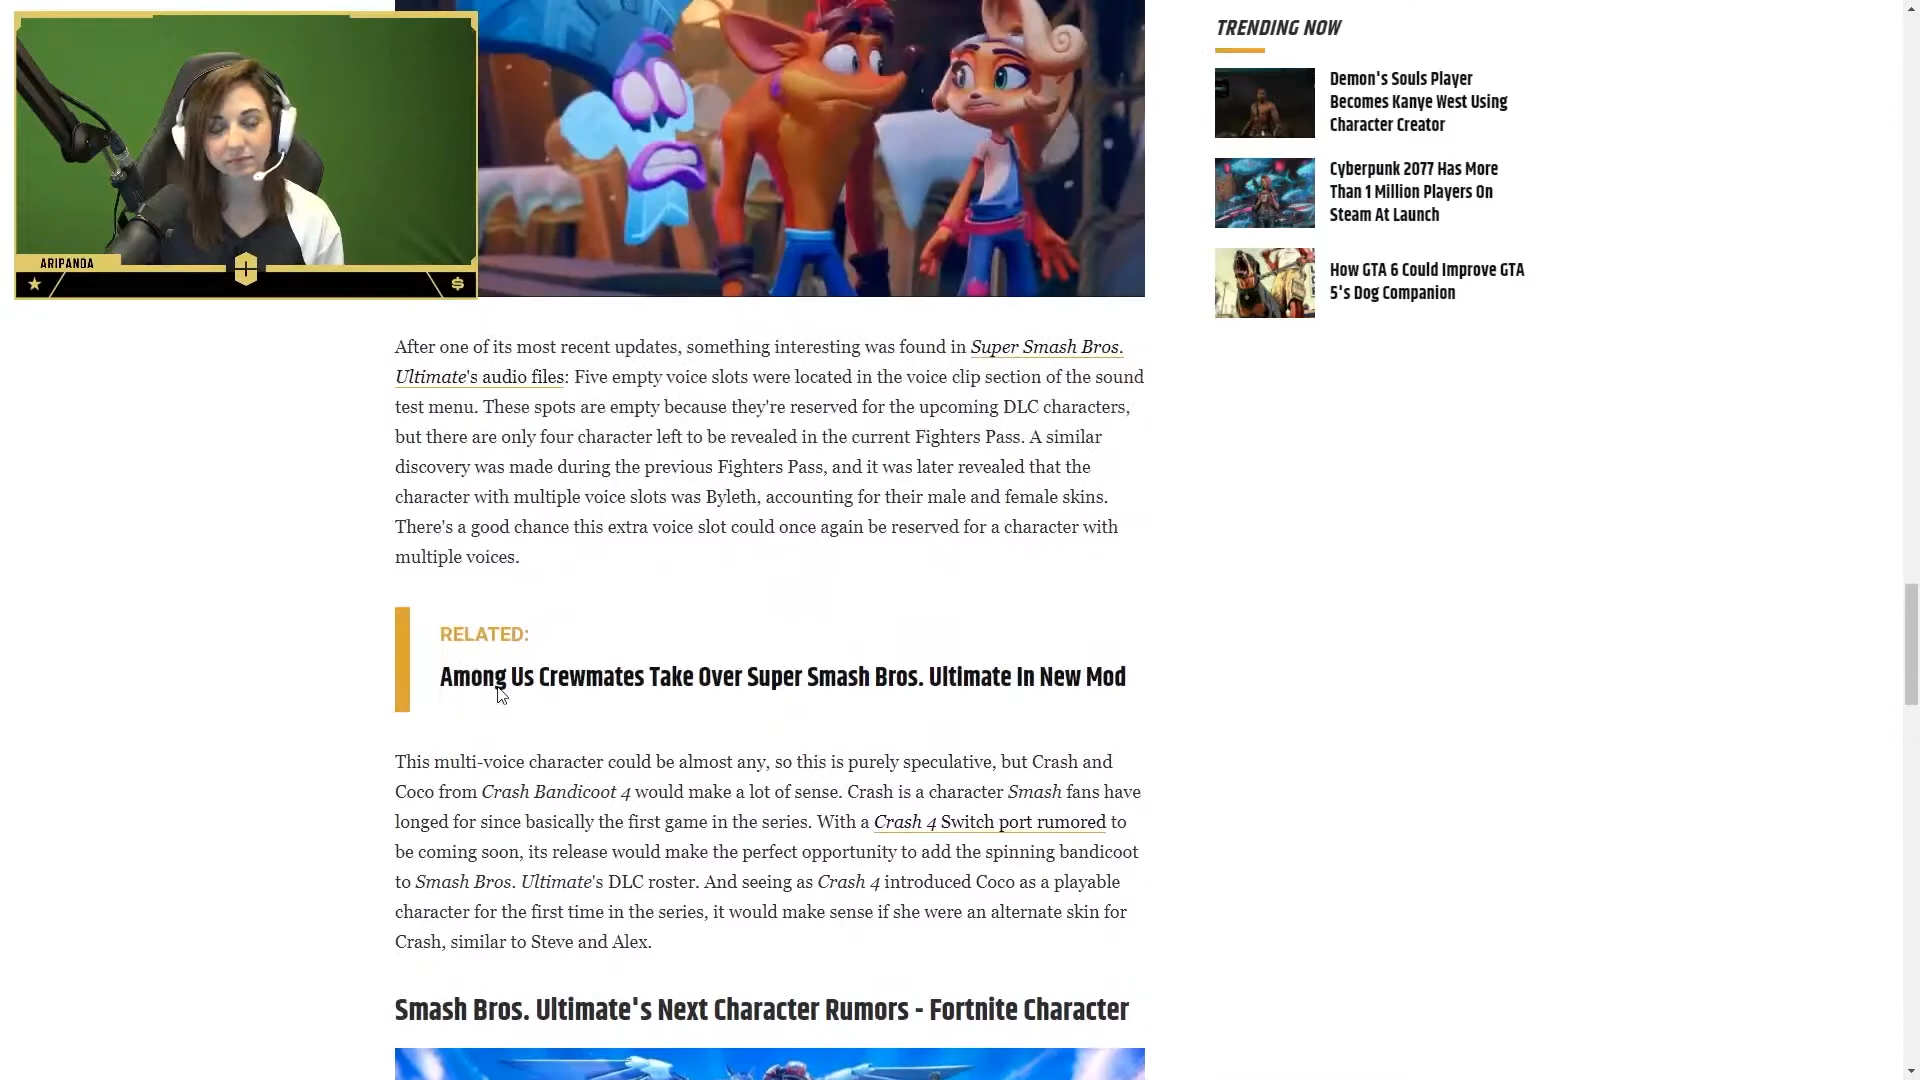 ARIPANDA
After one of its most recent updates, something interesting was found in Super Smash Bros.
Ultimate's audio files: Five empty voice slots were located in the voice clip section of the sound
test menu. These spots are empty because they're reserved for the upcoming DLC characters,
but there are only four character left to be revealed in the current Fighters Pass. A similar
discovery was made during the previous Fighters Pass, and it was later revealed that the
character with multiple voice slots was Byleth, accounting for their male and female skins.
There's a good chance this extra voice slot could once again be reserved for a character with
multiple voices.
RELATED:
Among Us Crewmates Take Over Super Smash Bros. Ultimate In New Mod
This multi-voice character could be almost any, so this is purely speculative, but Crash and
Coco from Crash Bandicoot 4 would make a lot of sense. Crash is a character Smash fans have
longed for since basically the first game in the series. With a Crash 4 Switch port rumored to
be coming soon, its release would make the perfect opportunity to add the spinning bandicoot
to Smash Bros. Ultimate's DLC roster. And seeing as Crash 4 introduced Coco as a playable
character for the first time in the series, it would make sense if she were an alternate skin for
Crash, similar to Steve and Alex.
Smash Bros. Ultimate's Next Character Rumors - Fortnite Character
TRENDING NOW
Demon's Souls Player
Becomes Kanye West Using
Character Creator
Cyberpunk 2077 Has More
Than 1 Million Players On
Steam At Launch
How GTA 6 Could Improve GTA
5's Dog Companion